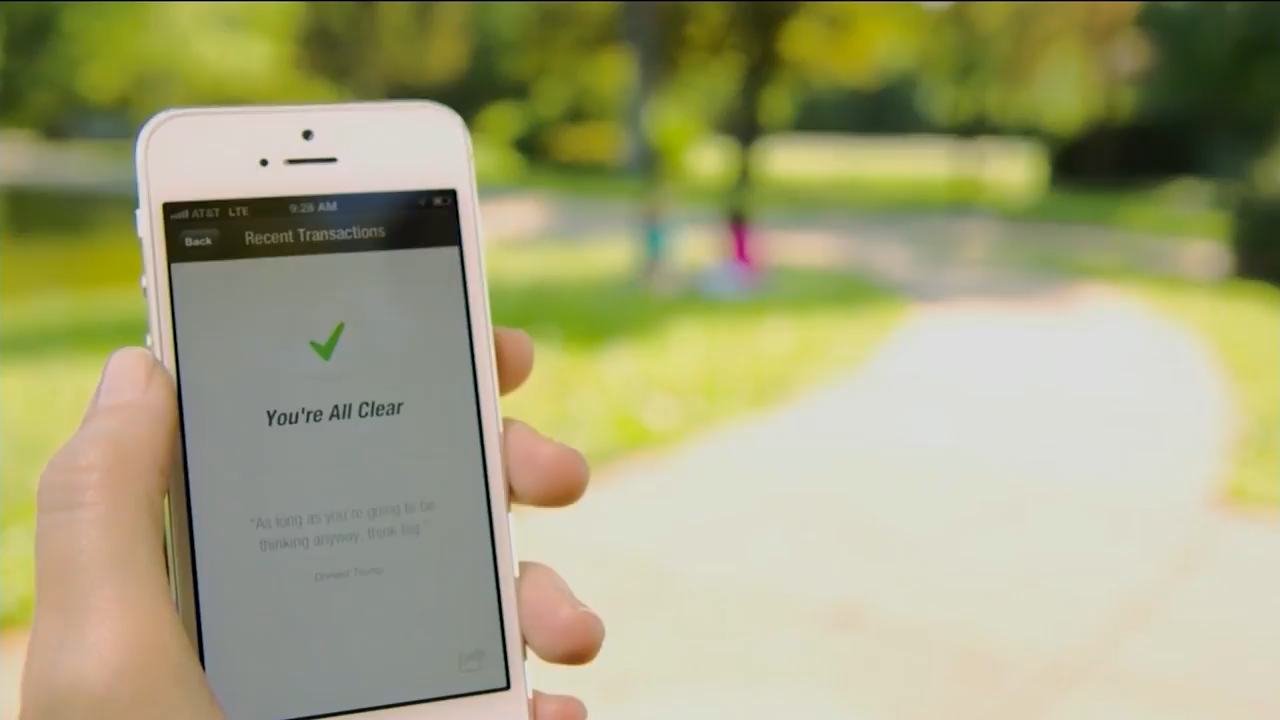 AT&T LTE 9:28 AM
Back Recent Transactions
You're All Clear
"As long as you're going to be
thinking anyway, think big."
Donald Trump